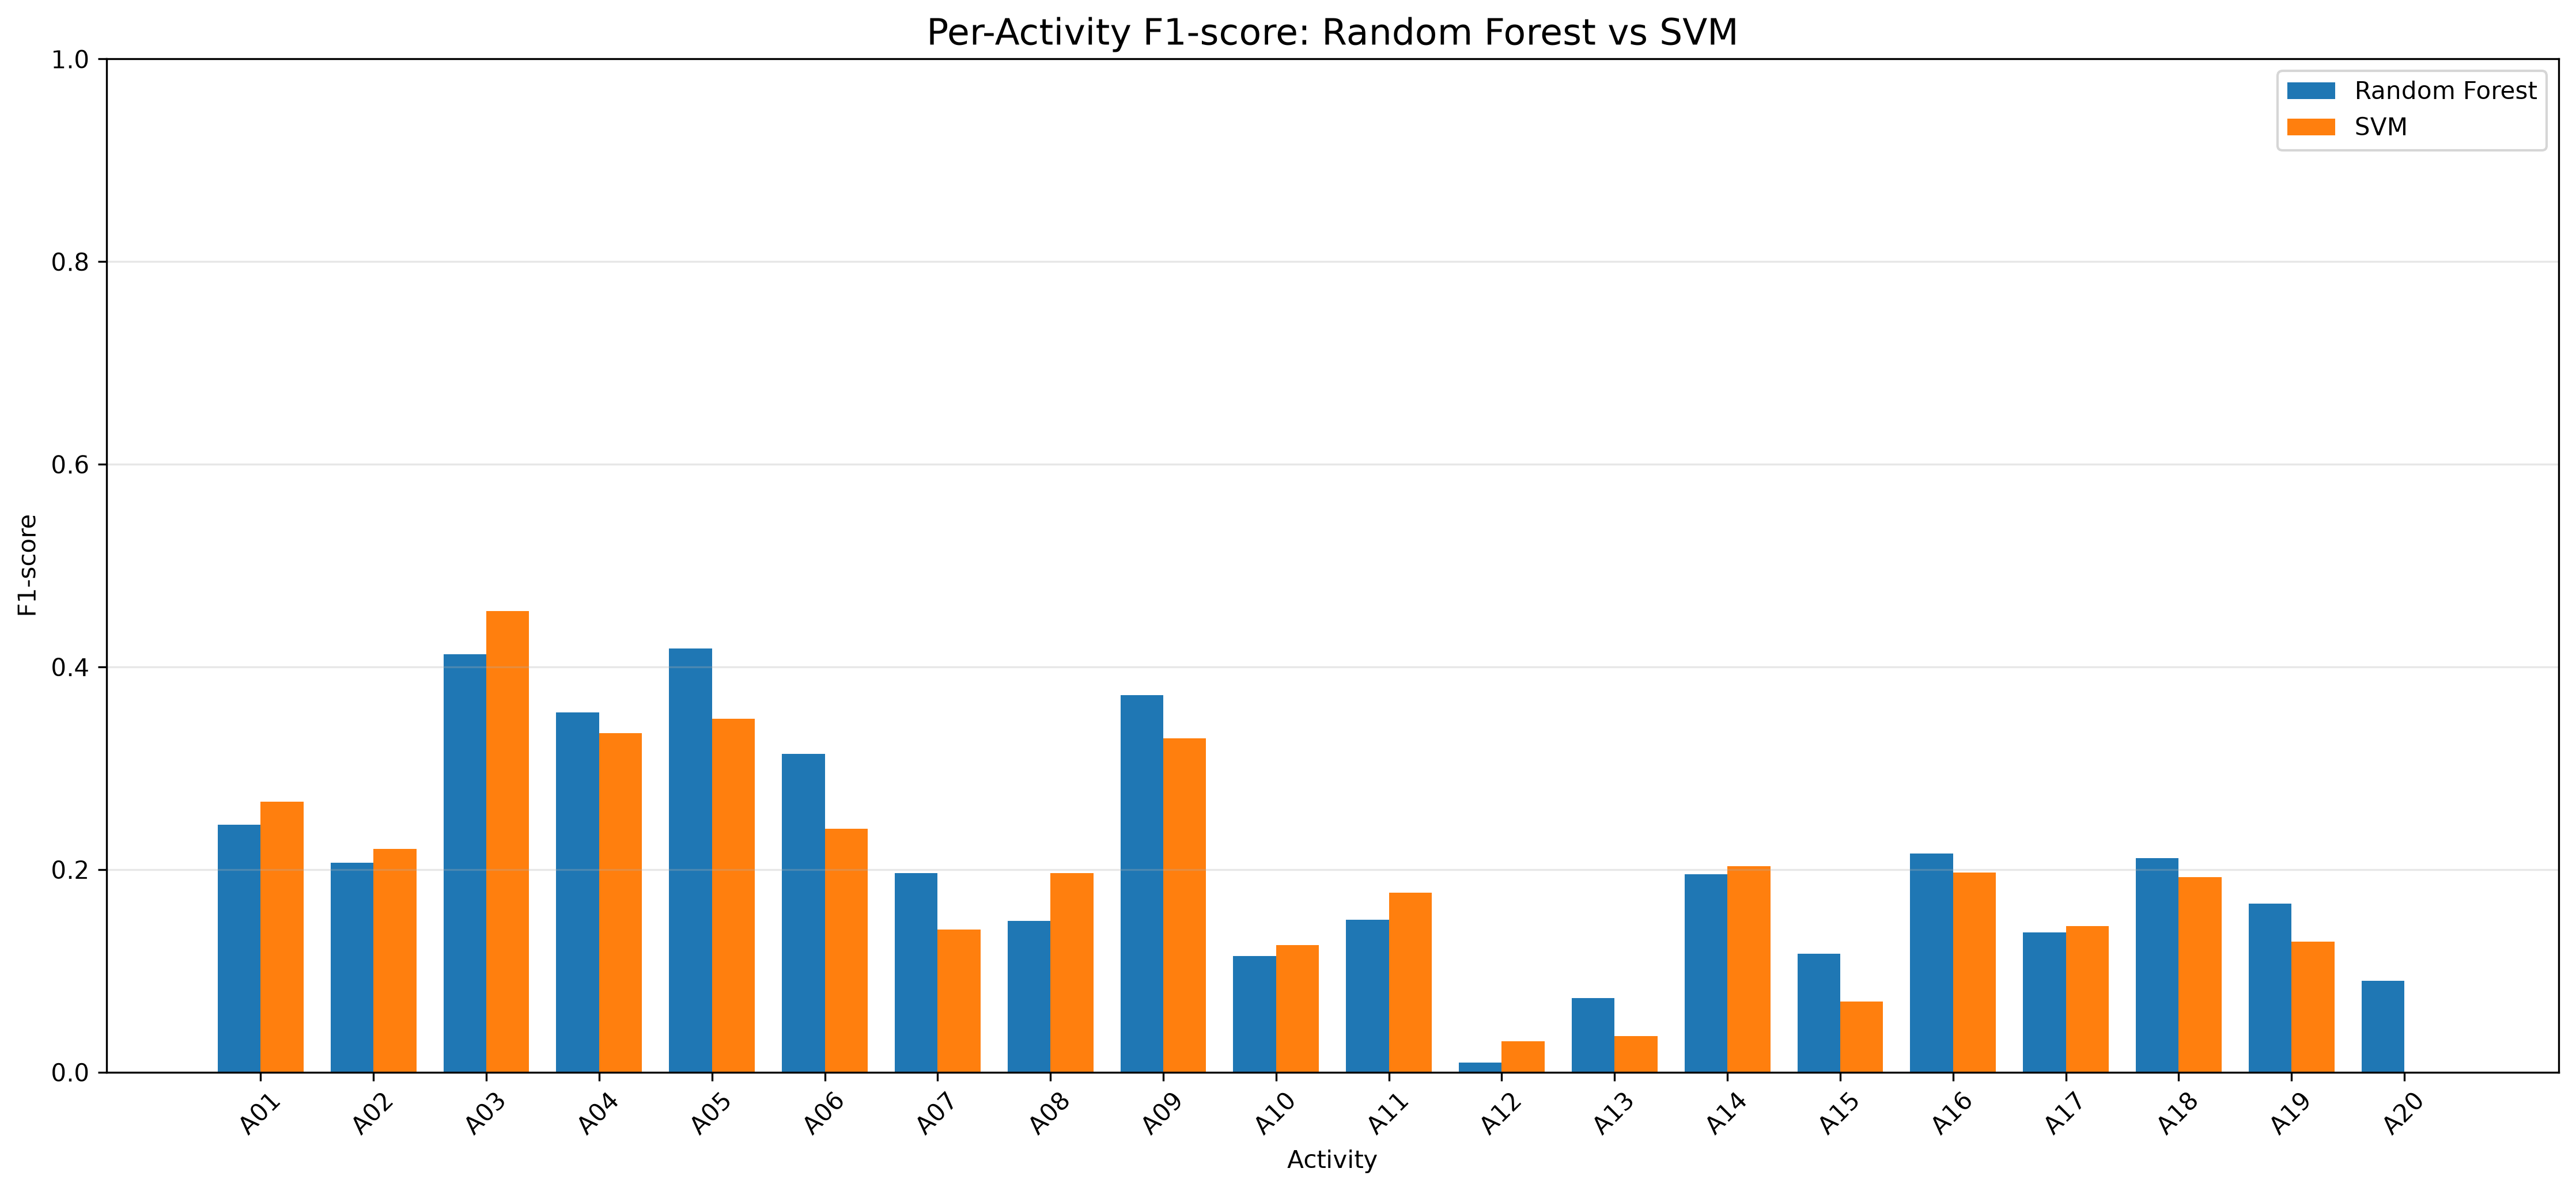 Per-Activity F1-score: Random Forest vs SVM
1.0
Random Forest
SVM
0.8
0.6
F1-score
0.4
0.2
0.0
A01 A02 A03 A04 A05 A06 A07 A08 A09 A10 A11 A12 A13 A14 A15 A16 A17 A18 A19 A20
Activity